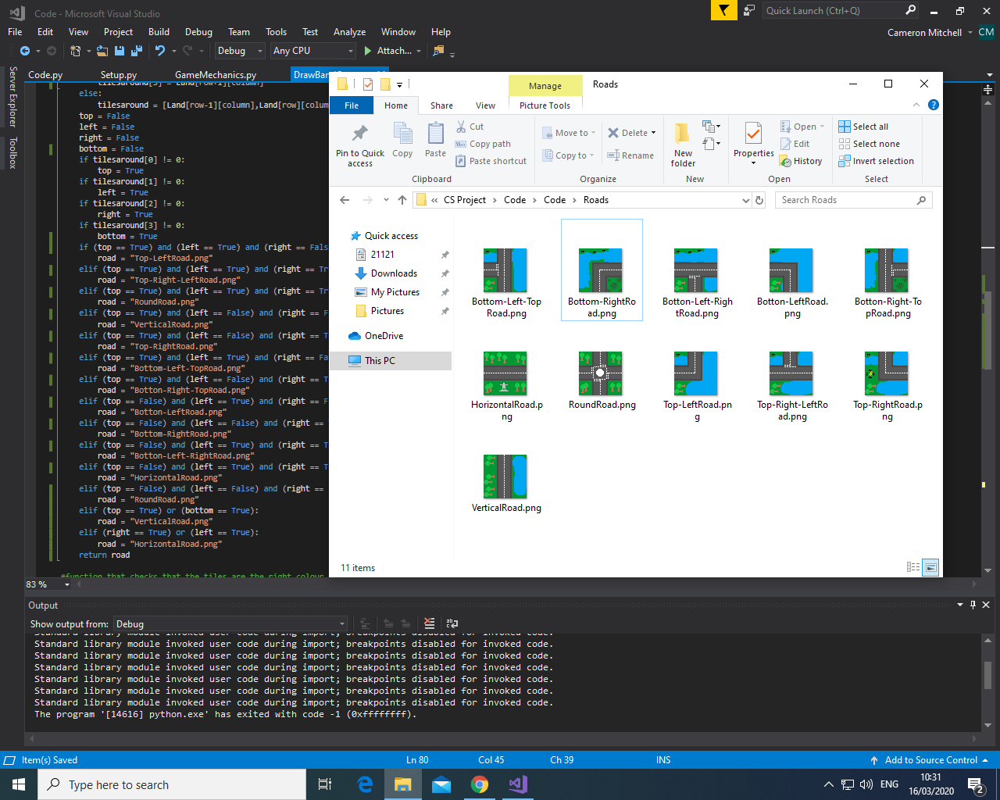 Code - Microsoft Visual Studio
Quick Launch (Ctrl+Q)
File Edit View Project Build Debug Team Tools Test Analyze Window Help
Cameron Mitchell CM
Debug Any CPU Attach...
Server Explorer
Toolbox
Code.py Setup.py GameMechanics.py
else:
tilesaround = [Land[row-1][column],Land[row][colum
top = False
left = False
right = False
bottom = False
if tilesaround[0] != 0:
top = True
if tilesaround[1] != 0:
left = True
if tilesaround[2] != 0:
right = True
if tilesaround[3] != 0:
bottom = True
if (top == True) and (left == True) and (right == Fals
road = "Top-LeftRoad.png"
elif (top == True) and (left == True) and (right == Tr
road = "Top-Right-LeftRoad.png"
elif (top == True) and (left == True) and (right == Tr
road = "RoundRoad.png"
elif (top == True) and (left == False) and (right == F
road = "VerticalRoad.png"
elif (top == True) and (left == False) and (right == T
road = "Top-RightRoad.png"
elif (top == True) and (left == True) and (right == Fa
road = "Bottom-Left-TopRoad.png"
elif (top == True) and (left == False) and (right == T
road = "Botton-Right-TopRoad.png"
elif (top == False) and (left == True) and (right == F
road = "Botton-LeftRoad.png"
elif (top == False) and (left == False) and (right ==
road = "Bottom-RightRoad.png"
elif (top == False) and (left == True) and (right == T
road = "Botton-Left-RightRoad.png"
elif (top == False) and (left == True) and (right == T
road = "HorizontalRoad.png"
elif (top == False) and (left == False) and (right ==
road = "RoundRoad.png"
elif (top == True) or (bottom == True):
road = "VerticalRoad.png"
elif (right == True) or (left == True):
road = "HorizontalRoad.png"
return road
#function that checks that the tiles are the right colour
83 %
Manage Roads
File Home Share View Picture Tools
Pin to Quick access
Copy
Paste
Cut
Copy path
Paste shortcut
Clipboard
Move to
Copy to
Delete
Rename
Organize
New folder
New
Properties
Open
Edit
History
Open
Select all
Select none
Invert selection
Select
« CS Project > Code > Code > Roads
Search Roads
Quick access
21121
Downloads
My Pictures
Pictures
OneDrive
This PC
Bottom-Left-TopRoad.png
Bottom-RightRoad.png
Botton-Left-RightRoad.png
Botton-LeftRoad.png
Botton-Right-TopRoad.png
HorizontalRoad.png
RoundRoad.png
Top-LeftRoad.png
Top-Right-LeftRoad.png
Top-RightRoad.png
VerticalRoad.png
11 items
Output
Show output from: Debug
Standard library module invoked user code during import; breakpoints disabled for invoked code.
Standard library module invoked user code during import; breakpoints disabled for invoked code.
Standard library module invoked user code during import; breakpoints disabled for invoked code.
Standard library module invoked user code during import; breakpoints disabled for invoked code.
Standard library module invoked user code during import; breakpoints disabled for invoked code.
Standard library module invoked user code during import; breakpoints disabled for invoked code.
Standard library module invoked user code during import; breakpoints disabled for invoked code.
The program '[14616] python.exe' has exited with code -1 (0xffffffff).
Item(s) Saved Ln 80 Col 45 Ch 39 INS Add to Source Control
Type here to search
ENG
10:31
16/03/2020
2